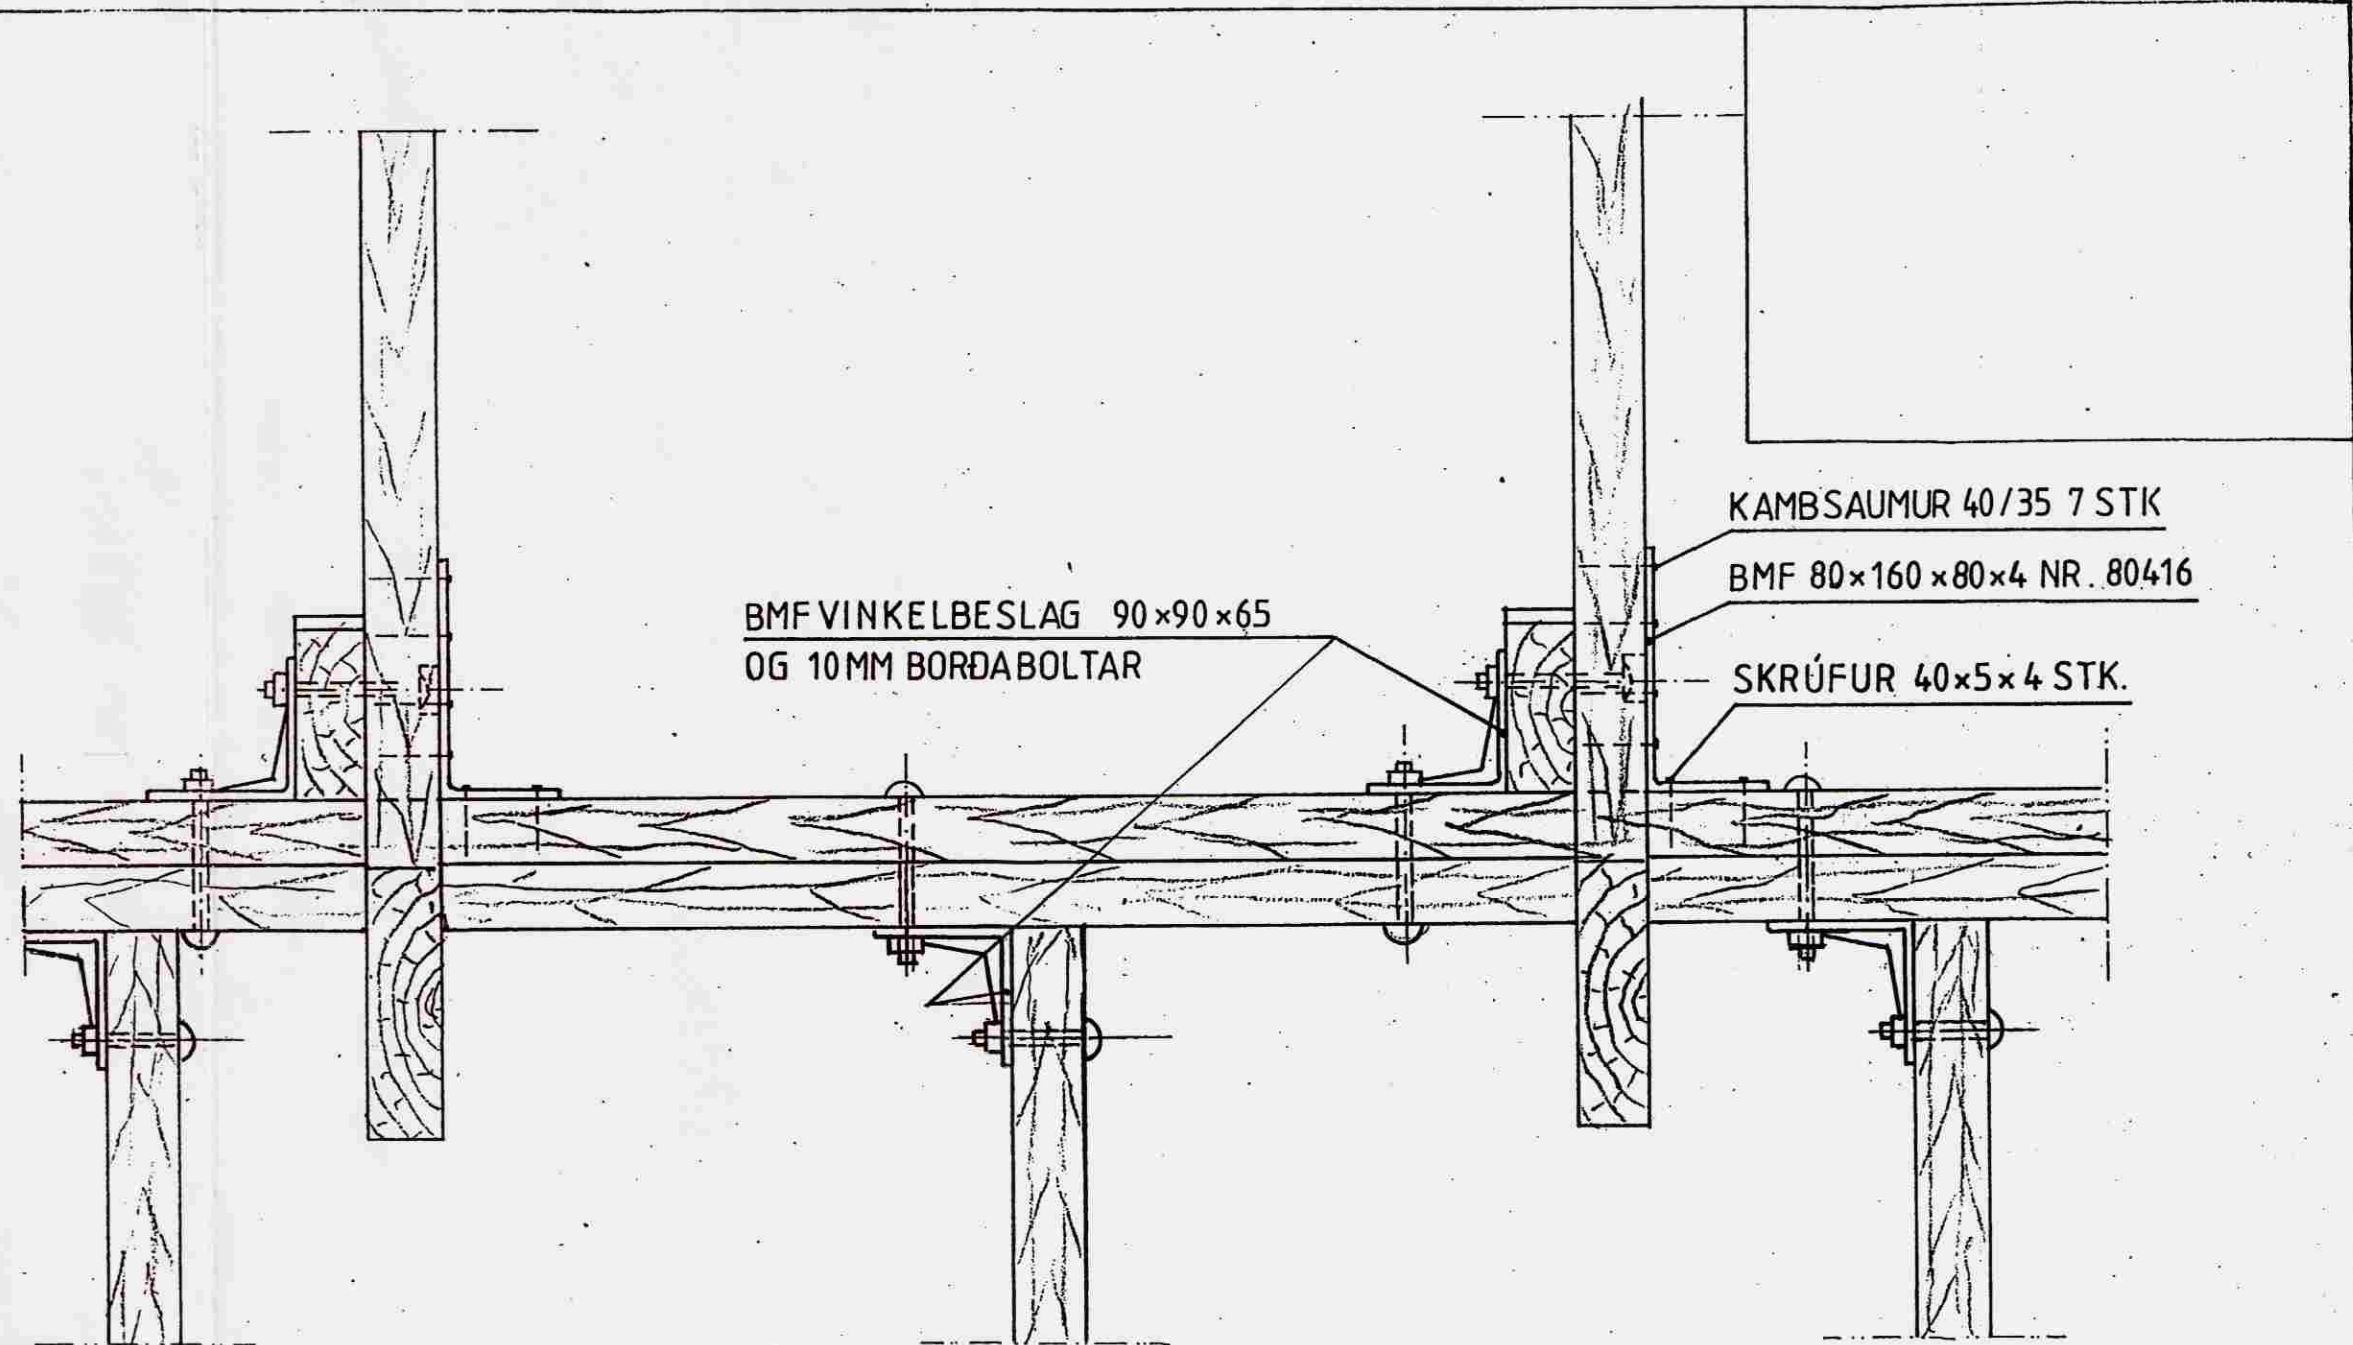 KAMBSAUMUR 40/35 7 STK
BMF 80×160×80×4 NR. 80416
BMF VINKELBESLAG 90×90×65
OG 10MM BORÐABOLTAR
SKRÚFUR 40×5×4 STK.